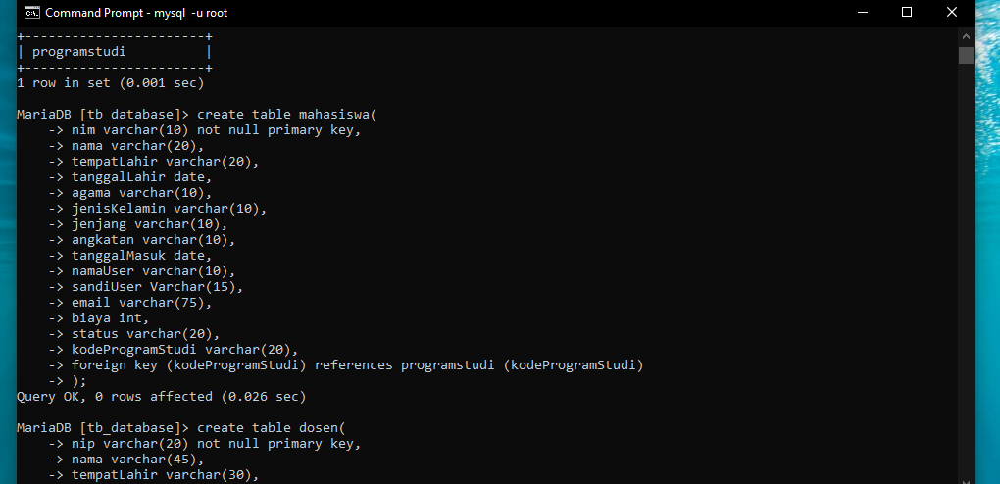 Command Prompt - mysql  -u root
+-----------------------+
| programstudi          |
+-----------------------+
1 row in set (0.001 sec)
MariaDB [tb_database]> create table mahasiswa(
    -> nim varchar(10) not null primary key,
    -> nama varchar(20),
    -> tempatLahir varchar(20),
    -> tanggalLahir date,
    -> agama varchar(10),
    -> jenisKelamin varchar(10),
    -> jenjang varchar(10),
    -> angkatan varchar(10),
    -> tanggalMasuk date,
    -> namaUser varchar(10),
    -> sandiUser Varchar(15),
    -> email varchar(75),
    -> biaya int,
    -> status varchar(20),
    -> kodeProgramStudi varchar(20),
    -> foreign key (kodeProgramStudi) references programstudi (kodeProgramStudi)
    -> );
Query OK, 0 rows affected (0.026 sec)
MariaDB [tb_database]> create table dosen(
    -> nip varchar(20) not null primary key,
    -> nama varchar(45),
    -> tempatLahir varchar(30),